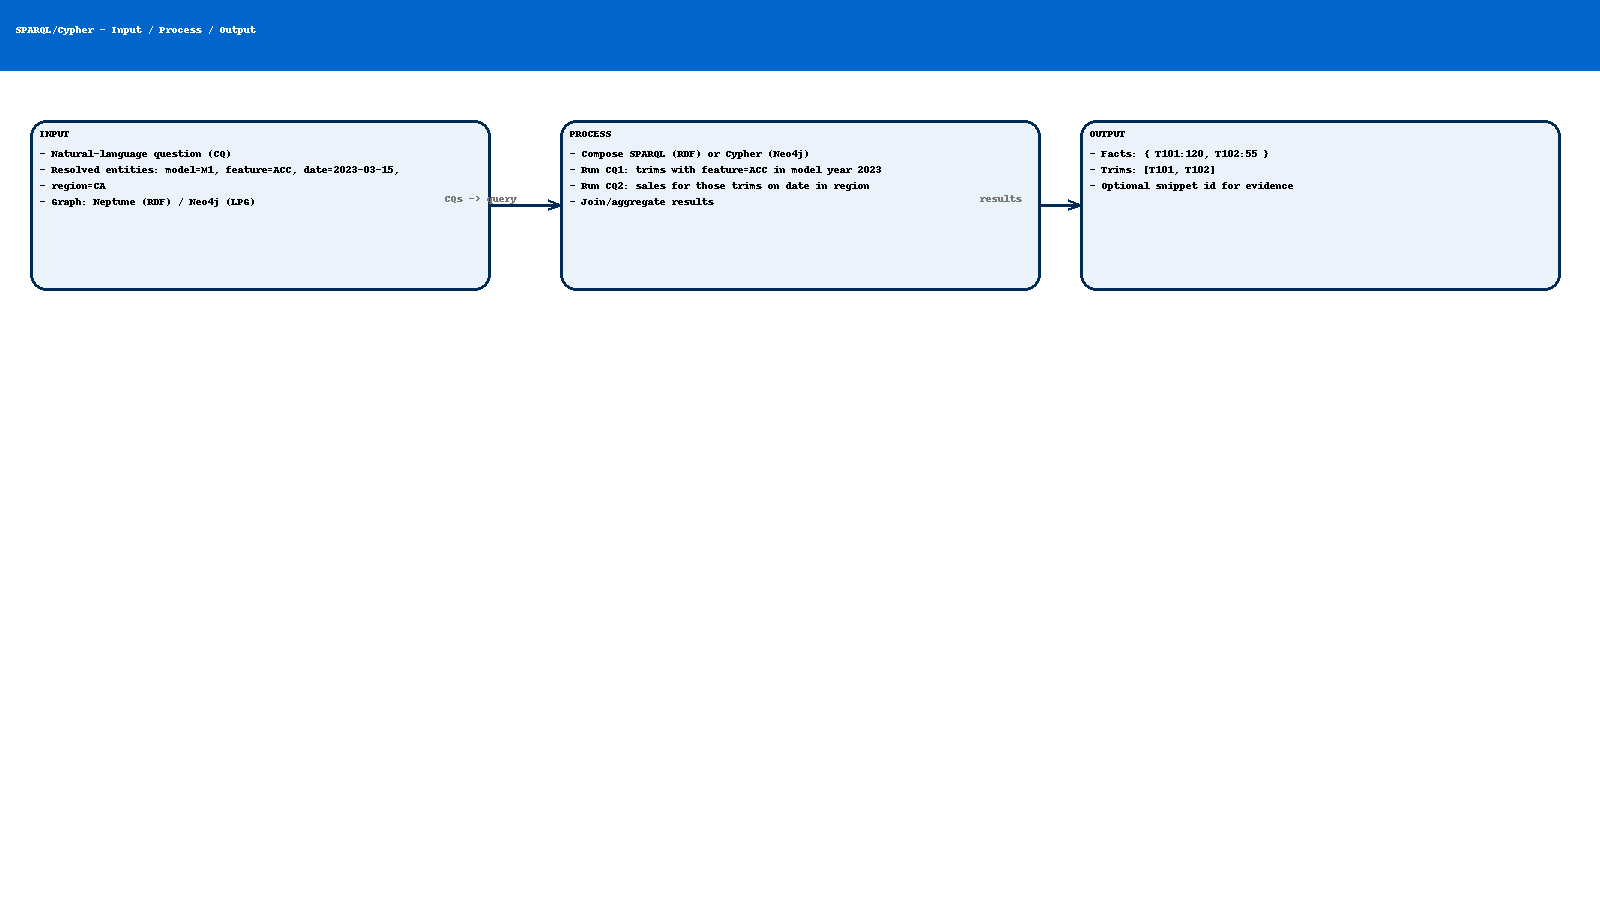 SPARQL/Cypher - Input / Process / Output
INPUT
- Natural-language question (CQ)
- Resolved entities: model=M1, feature=ACC, date=2023-03-15,
- region=CA
- Graph: Neptune (RDF) / Neo4j (LPG)
CQs -> query
PROCESS
- Compose SPARQL (RDF) or Cypher (Neo4j)
- Run CQ1: trims with feature=ACC in model year 2023
- Run CQ2: sales for those trims on date in region
- Join/aggregate results
results
OUTPUT
- Facts: { T101:120, T102:55 }
- Trims: [T101, T102]
- Optional snippet id for evidence